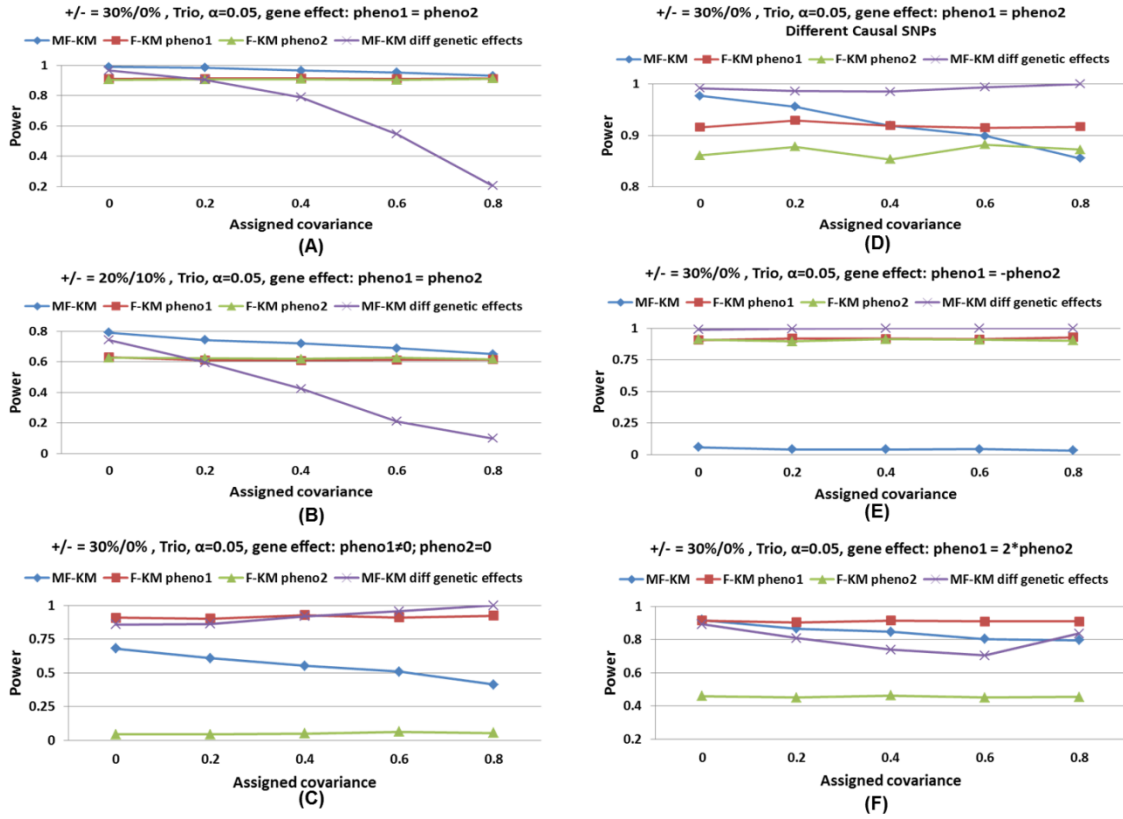 +/- = 30%/0% , Trio, α=0.05, gene effect: pheno1 = pheno2
MF-KM F-KM pheno1 F-KM pheno2 MF-KM diff genetic effects
1
0.8
0.6
0.4
0.2
Power
0 0.2 0.4 0.6 0.8
Assigned covariance
(A)
+/- = 20%/10% , Trio, α=0.05, gene effect: pheno1 = pheno2
MF-KM F-KM pheno1 F-KM pheno2 MF-KM diff genetic effects
0.8
0.6
0.4
0.2
0
Power
0 0.2 0.4 0.6 0.8
Assigned covariance
(B)
+/- = 30%/0% , Trio, α=0.05, gene effect: pheno1≠0; pheno2=0
MF-KM F-KM pheno1 F-KM pheno2 MF-KM diff genetic effects
1
0.75
0.5
0.25
0
Power
0 0.2 0.4 0.6 0.8
Assigned covariance
(C)
+/- = 30%/0% , Trio, α=0.05, gene effect: pheno1 = pheno2
Different Causal SNPs
MF-KM F-KM pheno1 F-KM pheno2 MF-KM diff genetic effects
1
0.9
0.8
Power
0 0.2 0.4 0.6 0.8
Assigned covariance
(D)
+/- = 30%/0% , Trio, α=0.05, gene effect: pheno1 = -pheno2
MF-KM F-KM pheno1 F-KM pheno2 MF-KM diff genetic effects
1
0.75
0.5
0.25
0
Power
0 0.2 0.4 0.6 0.8
Assigned covariance
(E)
+/- = 30%/0% , Trio, α=0.05, gene effect: pheno1 = 2*pheno2
MF-KM F-KM pheno1 F-KM pheno2 MF-KM diff genetic effects
1
0.8
0.6
0.4
0.2
Power
0 0.2 0.4 0.6 0.8
Assigned covariance
(F)